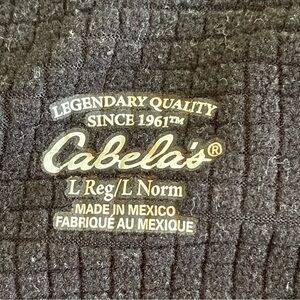 LEGENDARY QUALITY
SINCE 1961™
Cabela's®
L Reg/L Norm
MADE IN MEXICO
FABRIQUÉ AU MEXIQUE